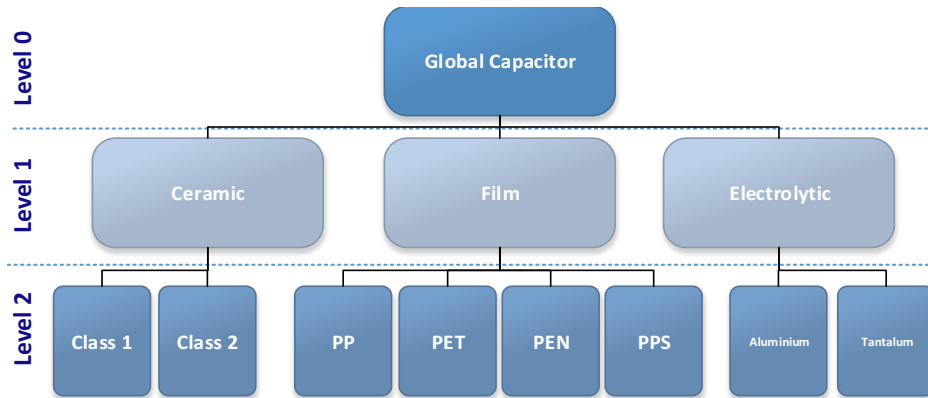 Level 0
Global Capacitor
Level 1
Ceramic
Film
Electrolytic
Level 2
Class 1
Class 2
PP
PET
PEN
PPS
Aluminium
Tantalum